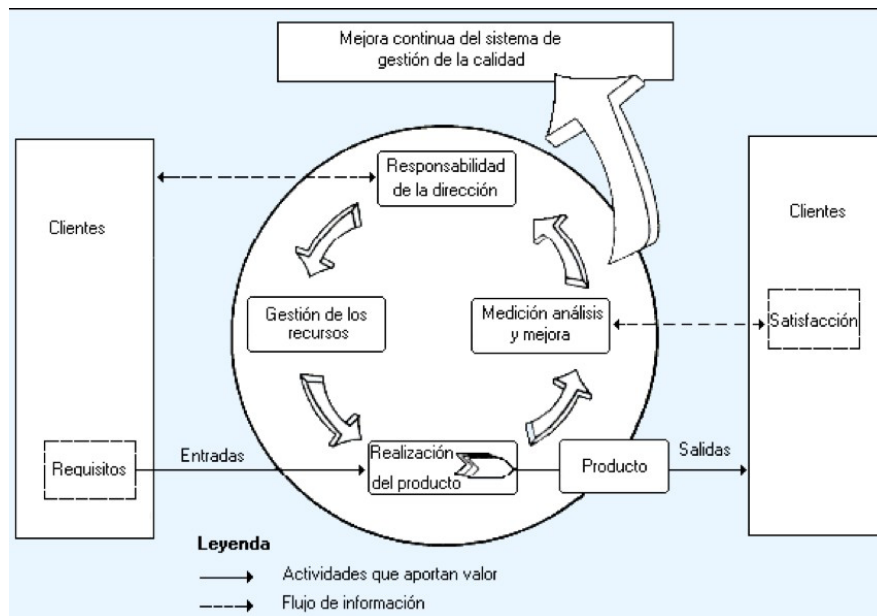 Mejora continua del sistema de
gestión de la calidad
Responsabilidad
de la dirección
Clientes
Clientes
Gestión de los
recursos
Medición análisis
y mejora
Satisfacción
Realización
del producto
Requisitos
Entradas
Producto
Salidas
Leyenda
Actividades que aportan valor
Flujo de información